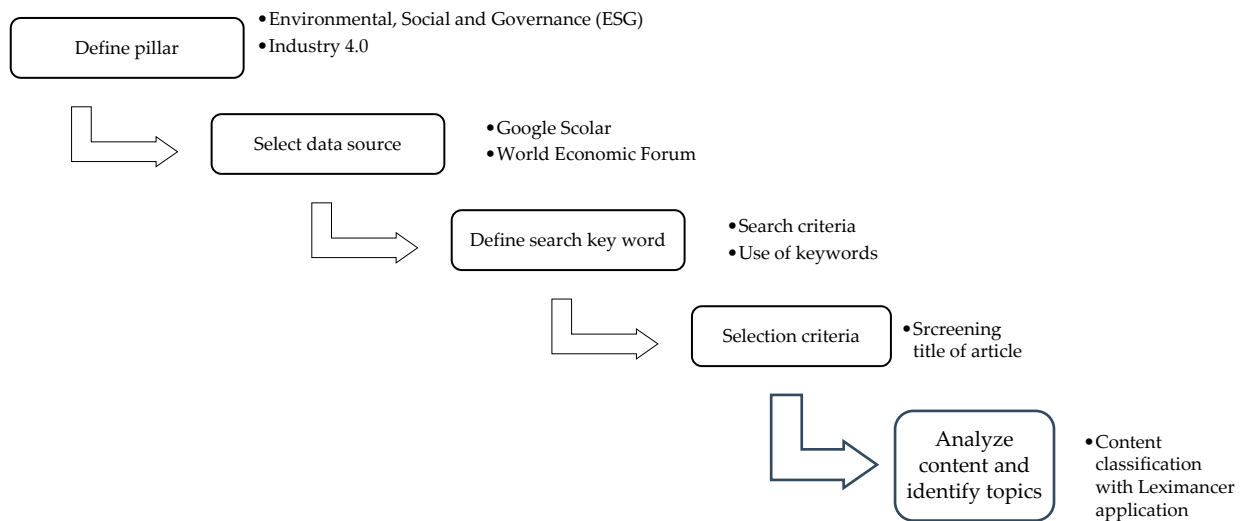 Define pillar
•Environmental, Social and Governance (ESG)
•Industry 4.0
Select data source
•Google Scolar
•World Economic Forum
Define search key word
•Search criteria
•Use of keywords
Selection criteria
•Srcreening
title of article
Analyze
content and
identify topics
•Content
classification
with Leximancer
application